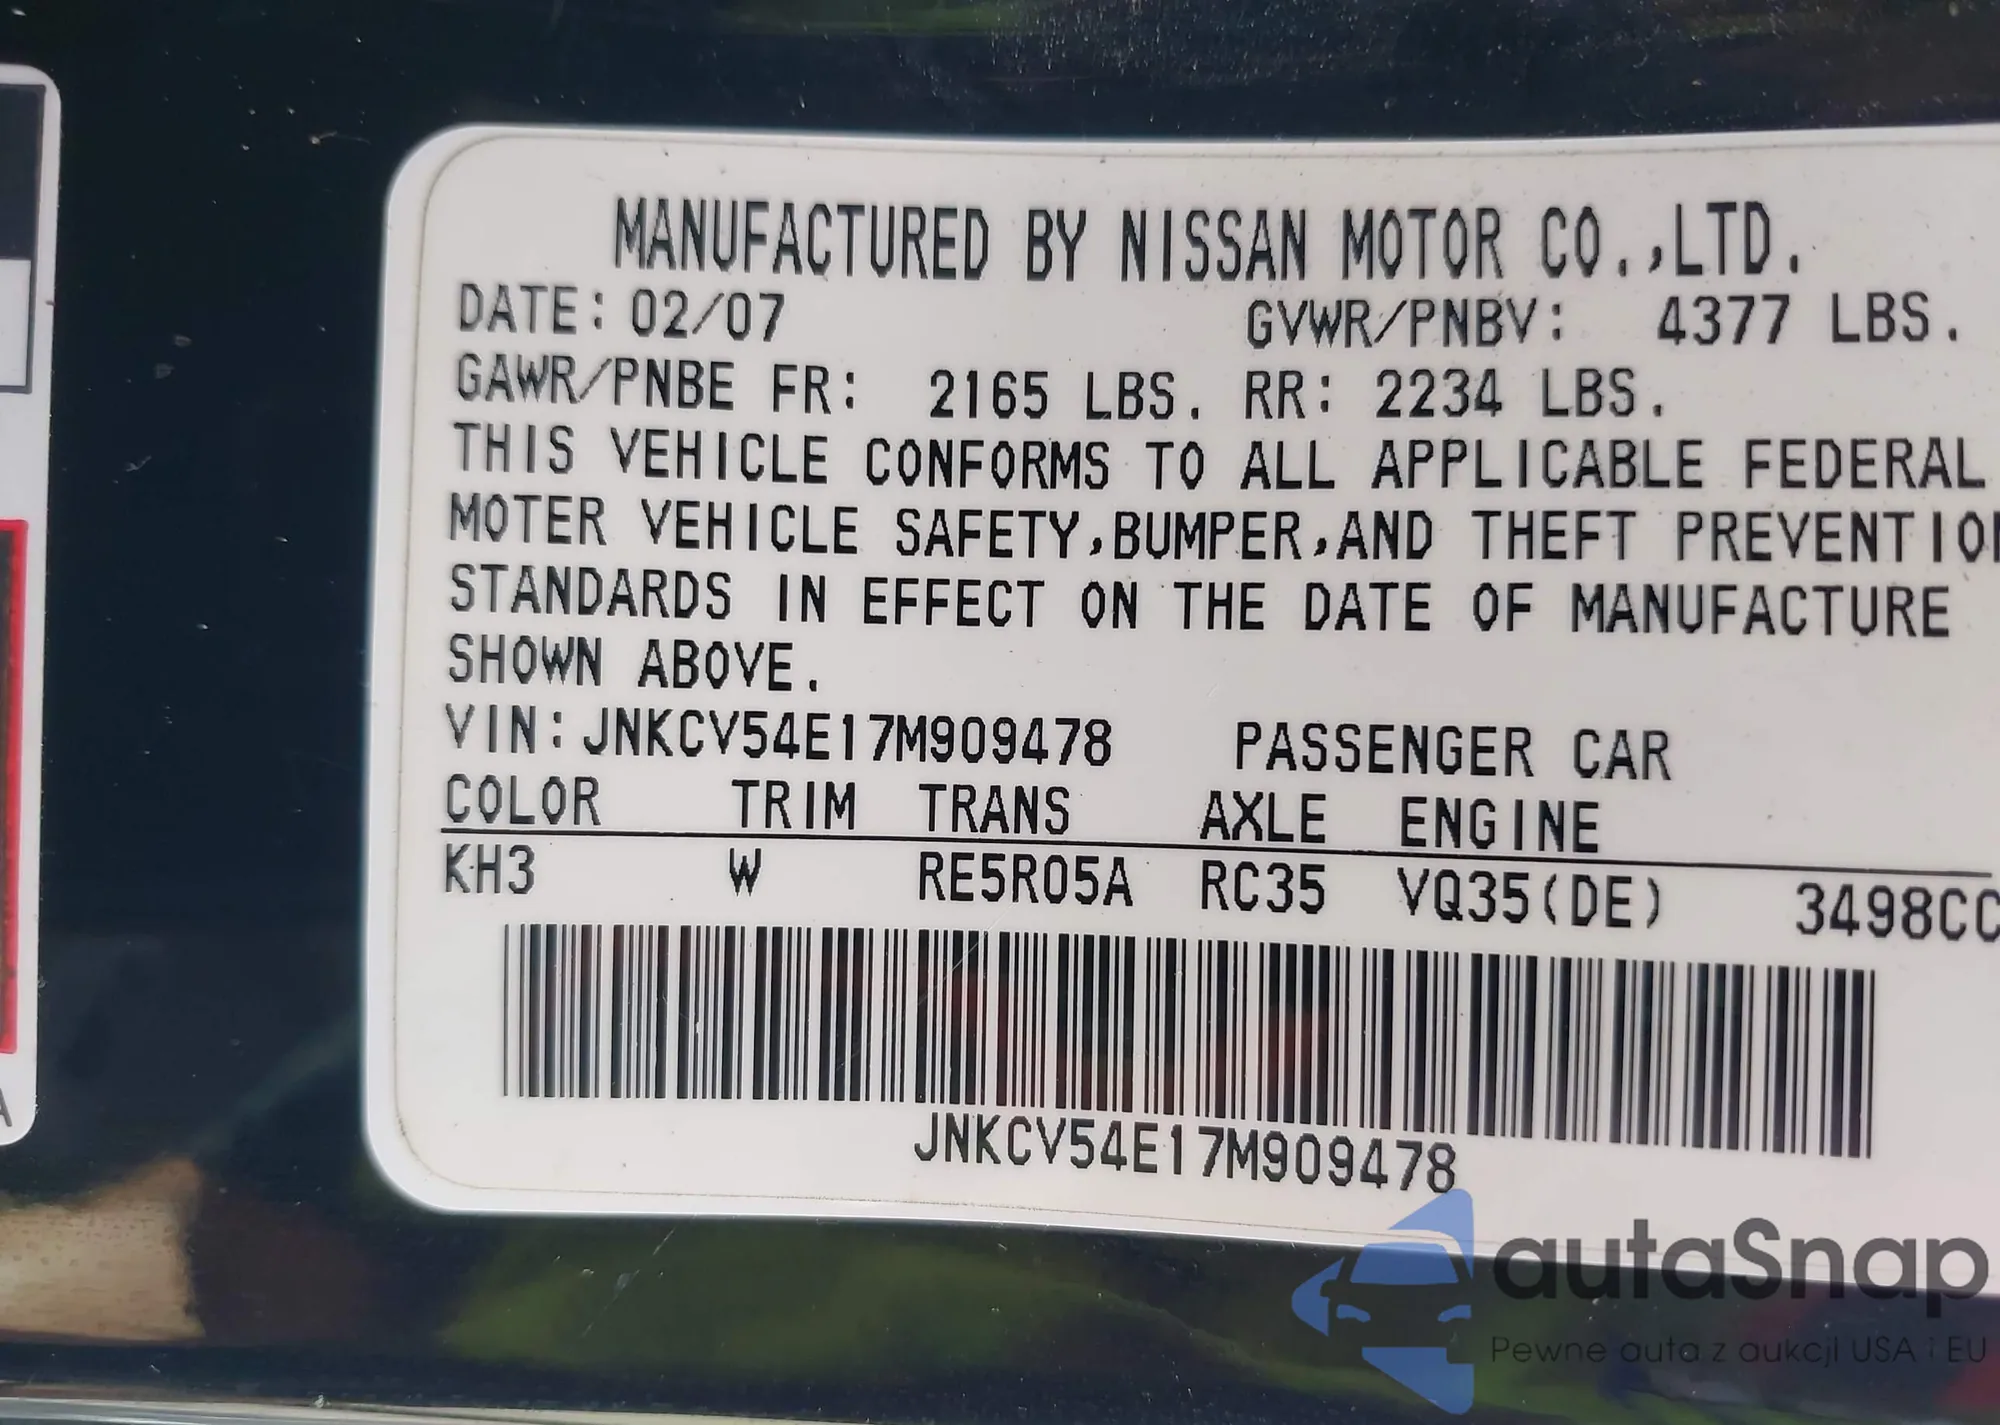 MANUFACTURED BY NISSAN MOTOR CO.,LTD.
DATE: 02/07 GVWR/PNBV: 4377 LBS.
GAWR/PNBE FR: 2165 LBS. RR: 2234 LBS.
THIS VEHICLE CONFORMS TO ALL APPLICABLE FEDERAL
MOTER VEHICLE SAFETY,BUMPER,AND THEFT PREVENTION
STANDARDS IN EFFECT ON THE DATE OF MANUFACTURE
SHOWN ABOVE.
VIN: JNKCV54E17M909478 PASSENGER CAR
COLOR TRIM TRANS AXLE ENGINE
KH3 W RE5R05A RC35 VQ35(DE) 3498CC
JNKCV54E17M909478
A
autaSnap
Pewne auta z aukcji USA i EU